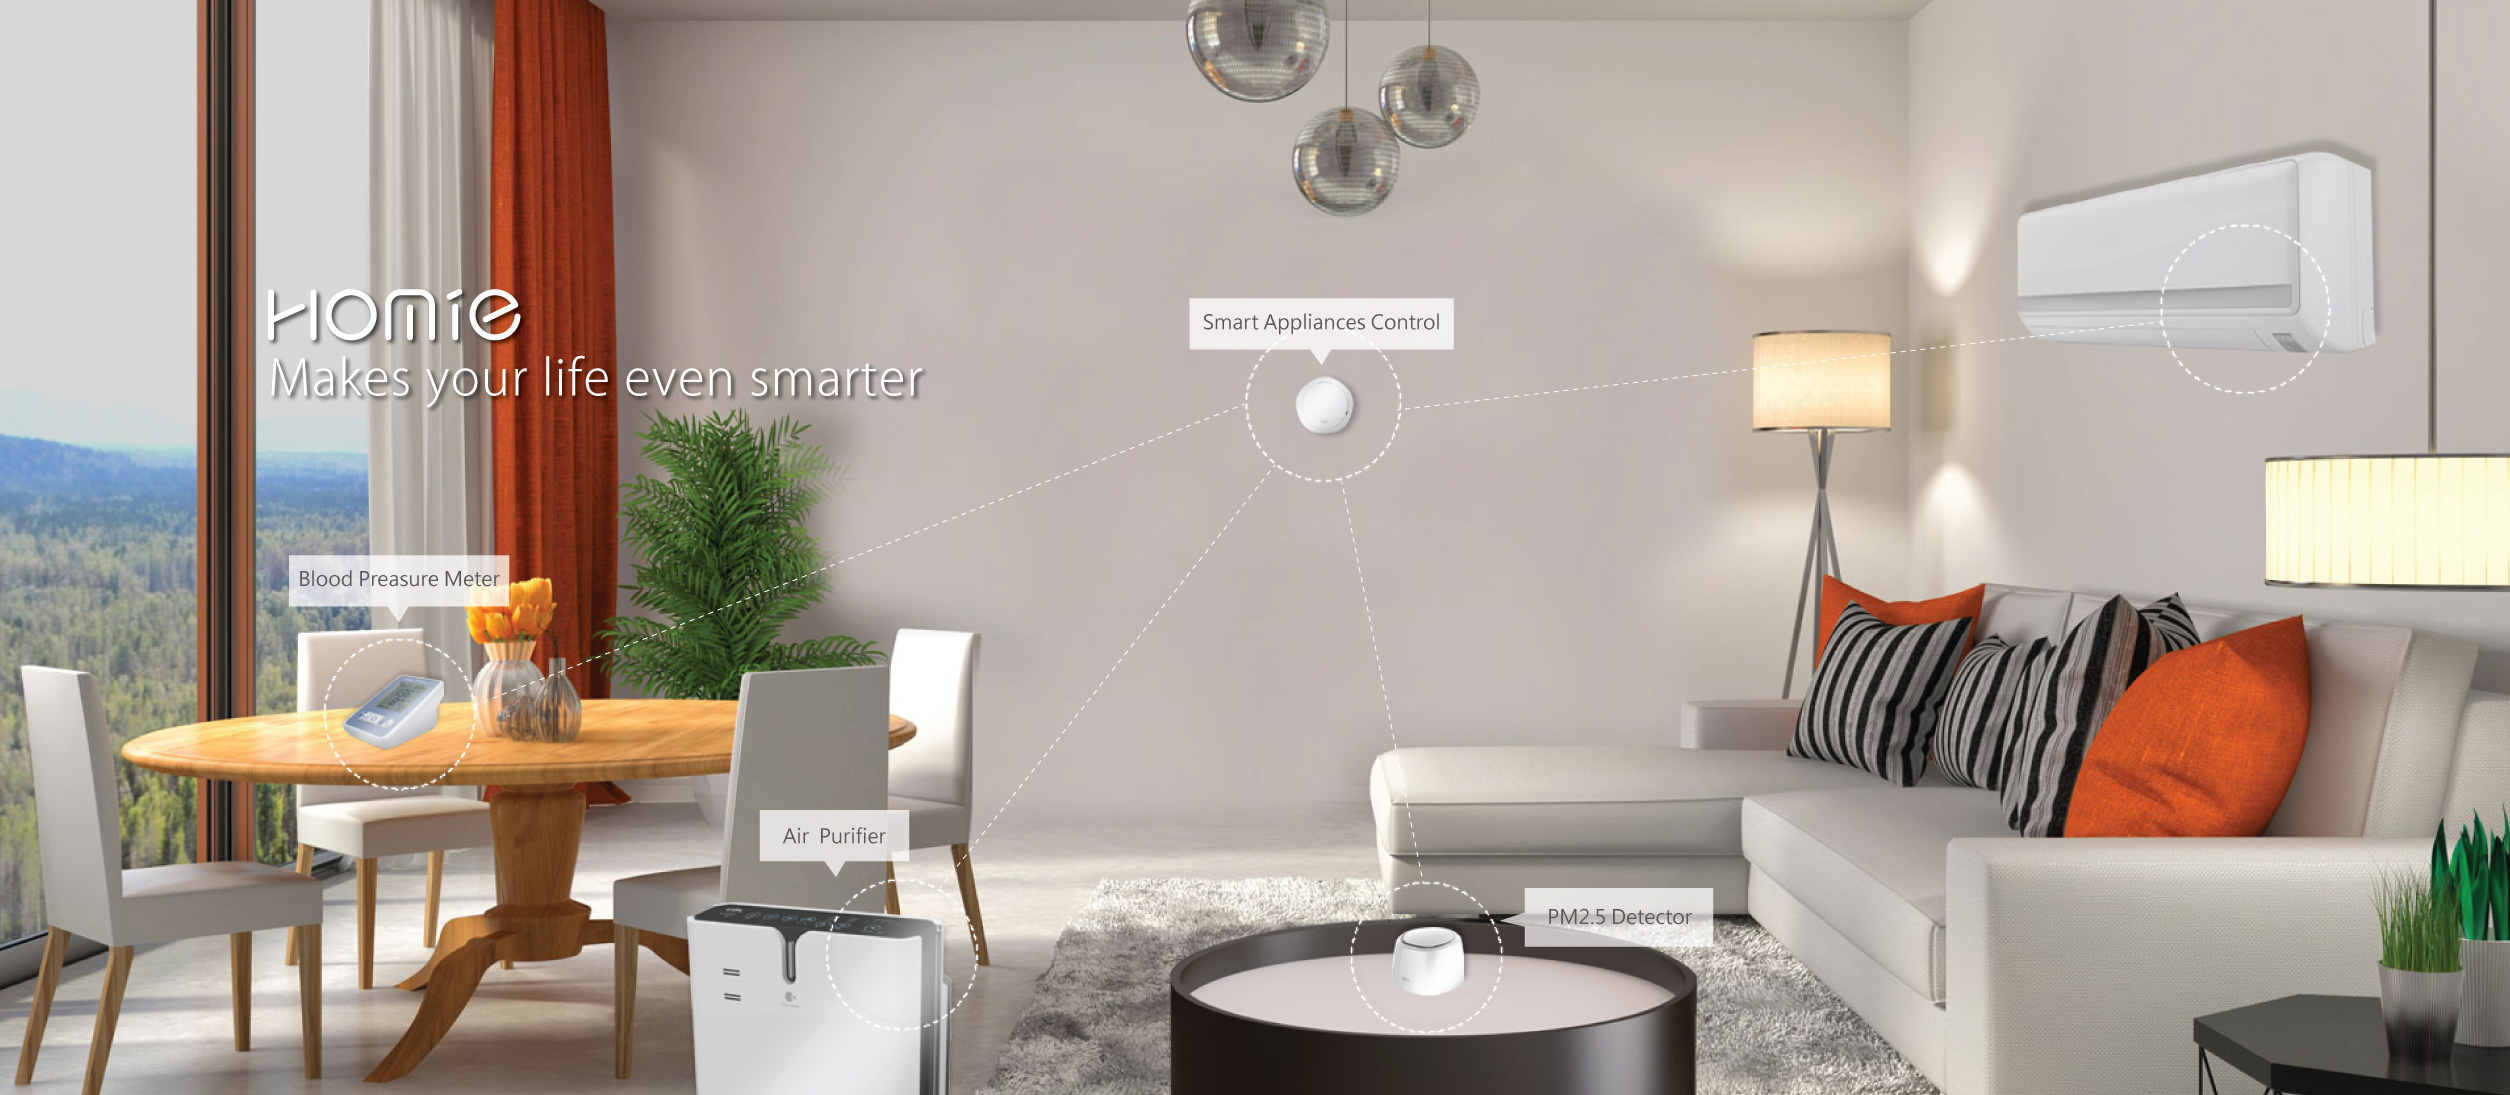 Homie
Makes your life even smarter
Smart Appliances Control
Blood Preasure Meter
Air Purifier
PM2.5 Detector